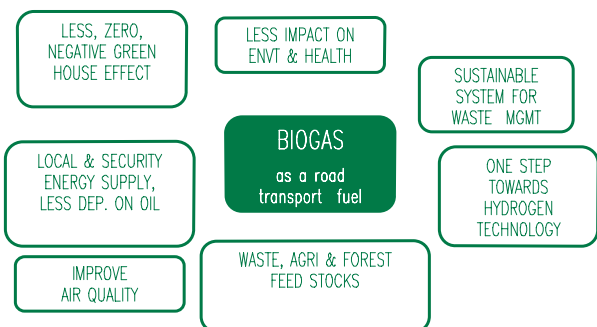 LESS, ZERO,
NEGATIVE GREEN
HOUSE EFFECT
LESS IMPACT ON
ENVT & HEALTH
SUSTAINABLE
SYSTEM FOR
WASTE MGMT
BIOGAS
as a road
transport fuel
LOCAL & SECURITY
ENERGY SUPPLY,
LESS DEP. ON OIL
ONE STEP
TOWARDS
HYDROGEN
TECHNOLOGY
IMPROVE
AIR QUALITY
WASTE, AGRI & FOREST
FEED STOCKS